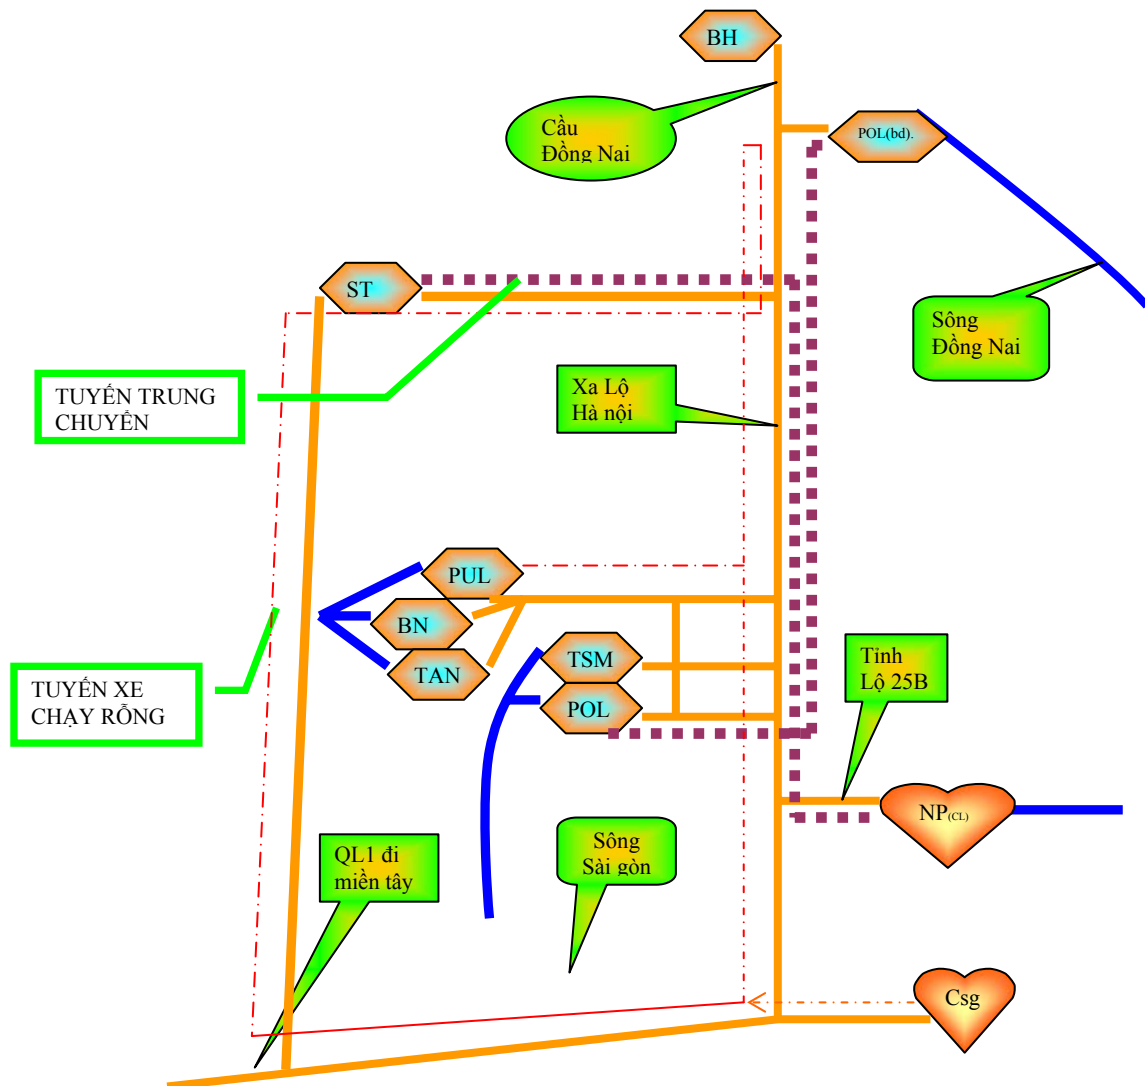 BH
Cầu
Đồng Nai
POL(bd).
ST
Sông
Đồng Nai
TUYẾN TRUNG
CHUYỂN
Xa Lộ
Hà nội
PUL
BN
TAN
TSM
POL
Tỉnh
Lộ 25B
TUYẾN XE
CHẠY RỖNG
NP(CL)
QL1 đi
miền tây
Sông
Sài gòn
Csg